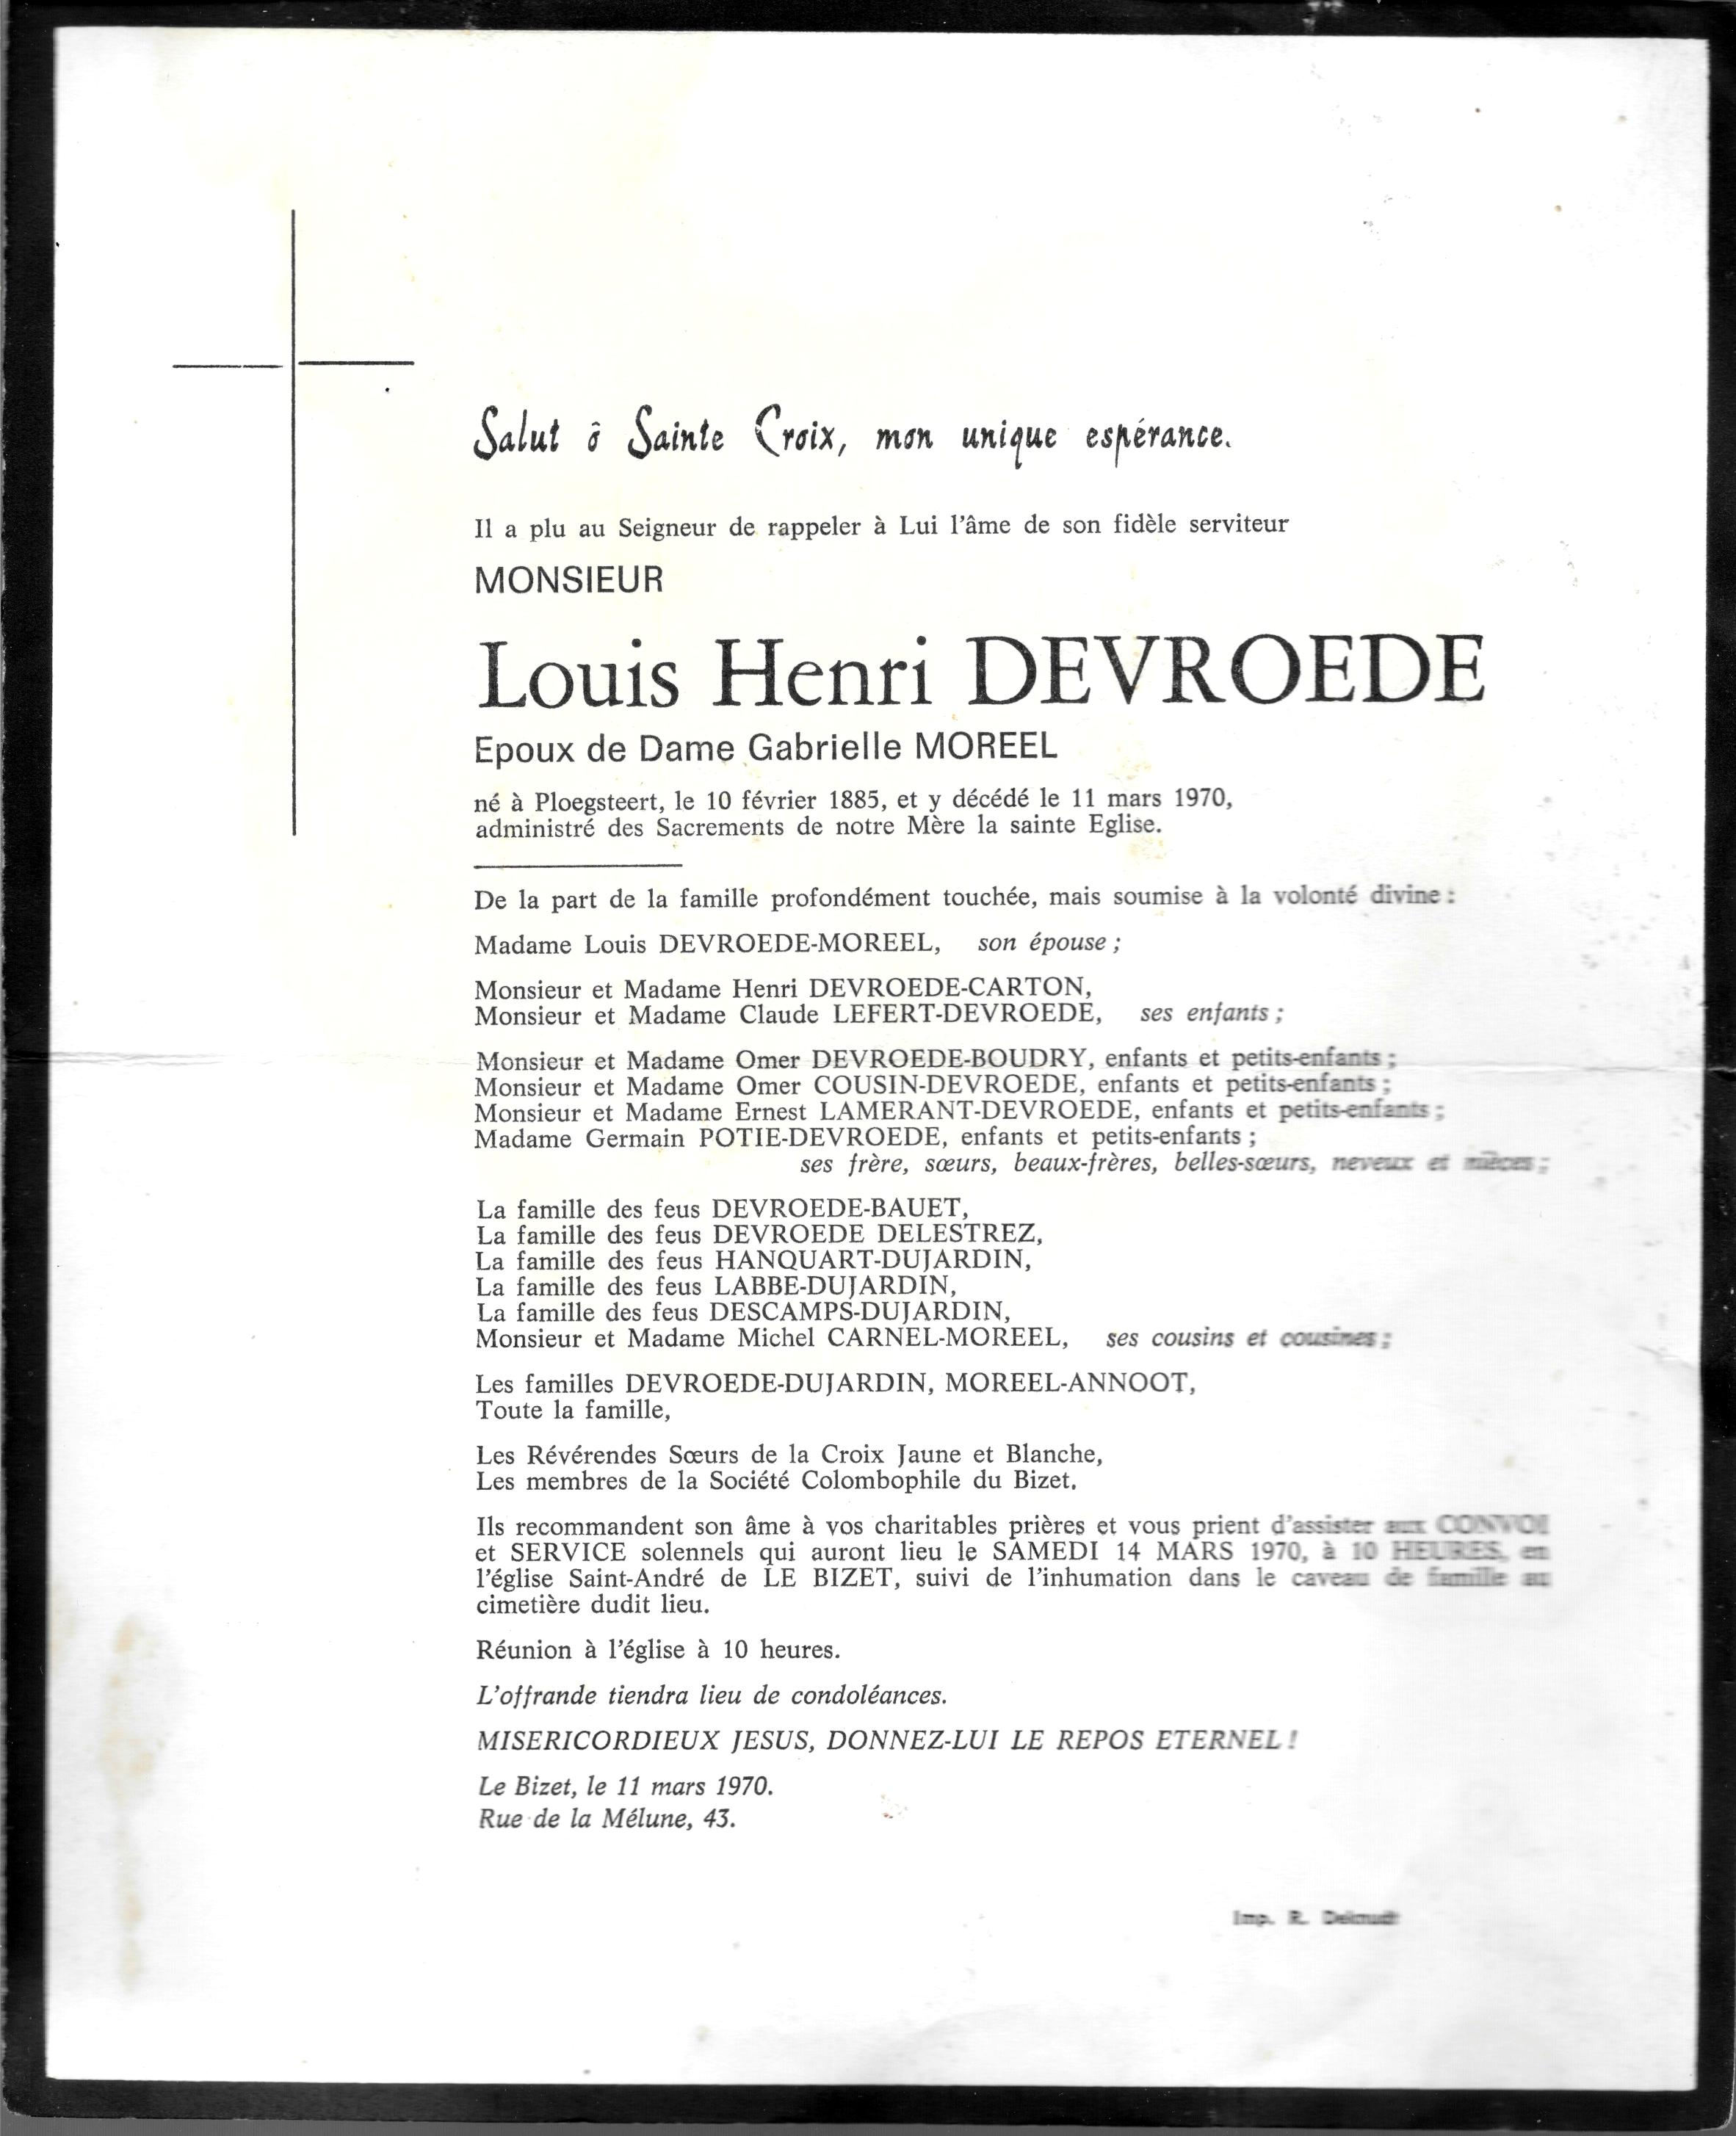 Salut ô Sainte Croix, mon unique espérance.
Il a plu au Seigneur de rappeler à Lui l'âme de son fidèle serviteur
MONSIEUR
Louis Henri DEVROEDE
Epoux de Dame Gabrielle MOREEL
né à Ploegsteert, le 10 février 1885, et y décédé le 11 mars 1970,
administré des Sacrements de notre Mère la sainte Eglise.
De la part de la famille profondément touchée, mais soumise à la volonté divine :
Madame Louis DEVROEDE-MOREEL, son épouse ;
Monsieur et Madame Henri DEVROEDE-CARTON,
Monsieur et Madame Claude LEFERT-DEVROEDE, ses enfants ;
Monsieur et Madame Omer DEVROEDE-BOUDRY, enfants et petits-enfants ;
Monsieur et Madame Omer COUSIN-DEVROEDE, enfants et petits-enfants ;
Monsieur et Madame Ernest LAMERANT-DEVROEDE, enfants et petits-enfants ;
Madame Germain POTIE-DEVROEDE, enfants et petits-enfants ;
ses frère, sœurs, beaux-frères, belles-sœurs, neveux et nièces ;
La famille des feus DEVROEDE-BAUET,
La famille des feus DEVROEDE DELESTREZ,
La famille des feus HANQUART-DUJARDIN,
La famille des feus LABBE-DUJARDIN,
La famille des feus DESCAMPS-DUJARDIN,
Monsieur et Madame Michel CARNEL-MOREEL, ses cousins et cousines ;
Les familles DEVROEDE-DUJARDIN, MOREEL-ANNOOT,
Toute la famille,
Les Révérendes Sœurs de la Croix Jaune et Blanche,
Les membres de la Société Colombophile du Bizet.
Ils recommandent son âme à vos charitables prières et vous prient d'assister aux CONVOI
et SERVICE solennels qui auront lieu le SAMEDI 14 MARS 1970, à 10 HEURES, en
l'église Saint-André de LE BIZET, suivi de l'inhumation dans le caveau de famille au
cimetière dudit lieu.
Réunion à l'église à 10 heures.
L'offrande tiendra lieu de condoléances.
MISERICORDIEUX JESUS, DONNEZ-LUI LE REPOS ETERNEL !
Le Bizet, le 11 mars 1970.
Rue de la Mélune, 43.
Imp. R.